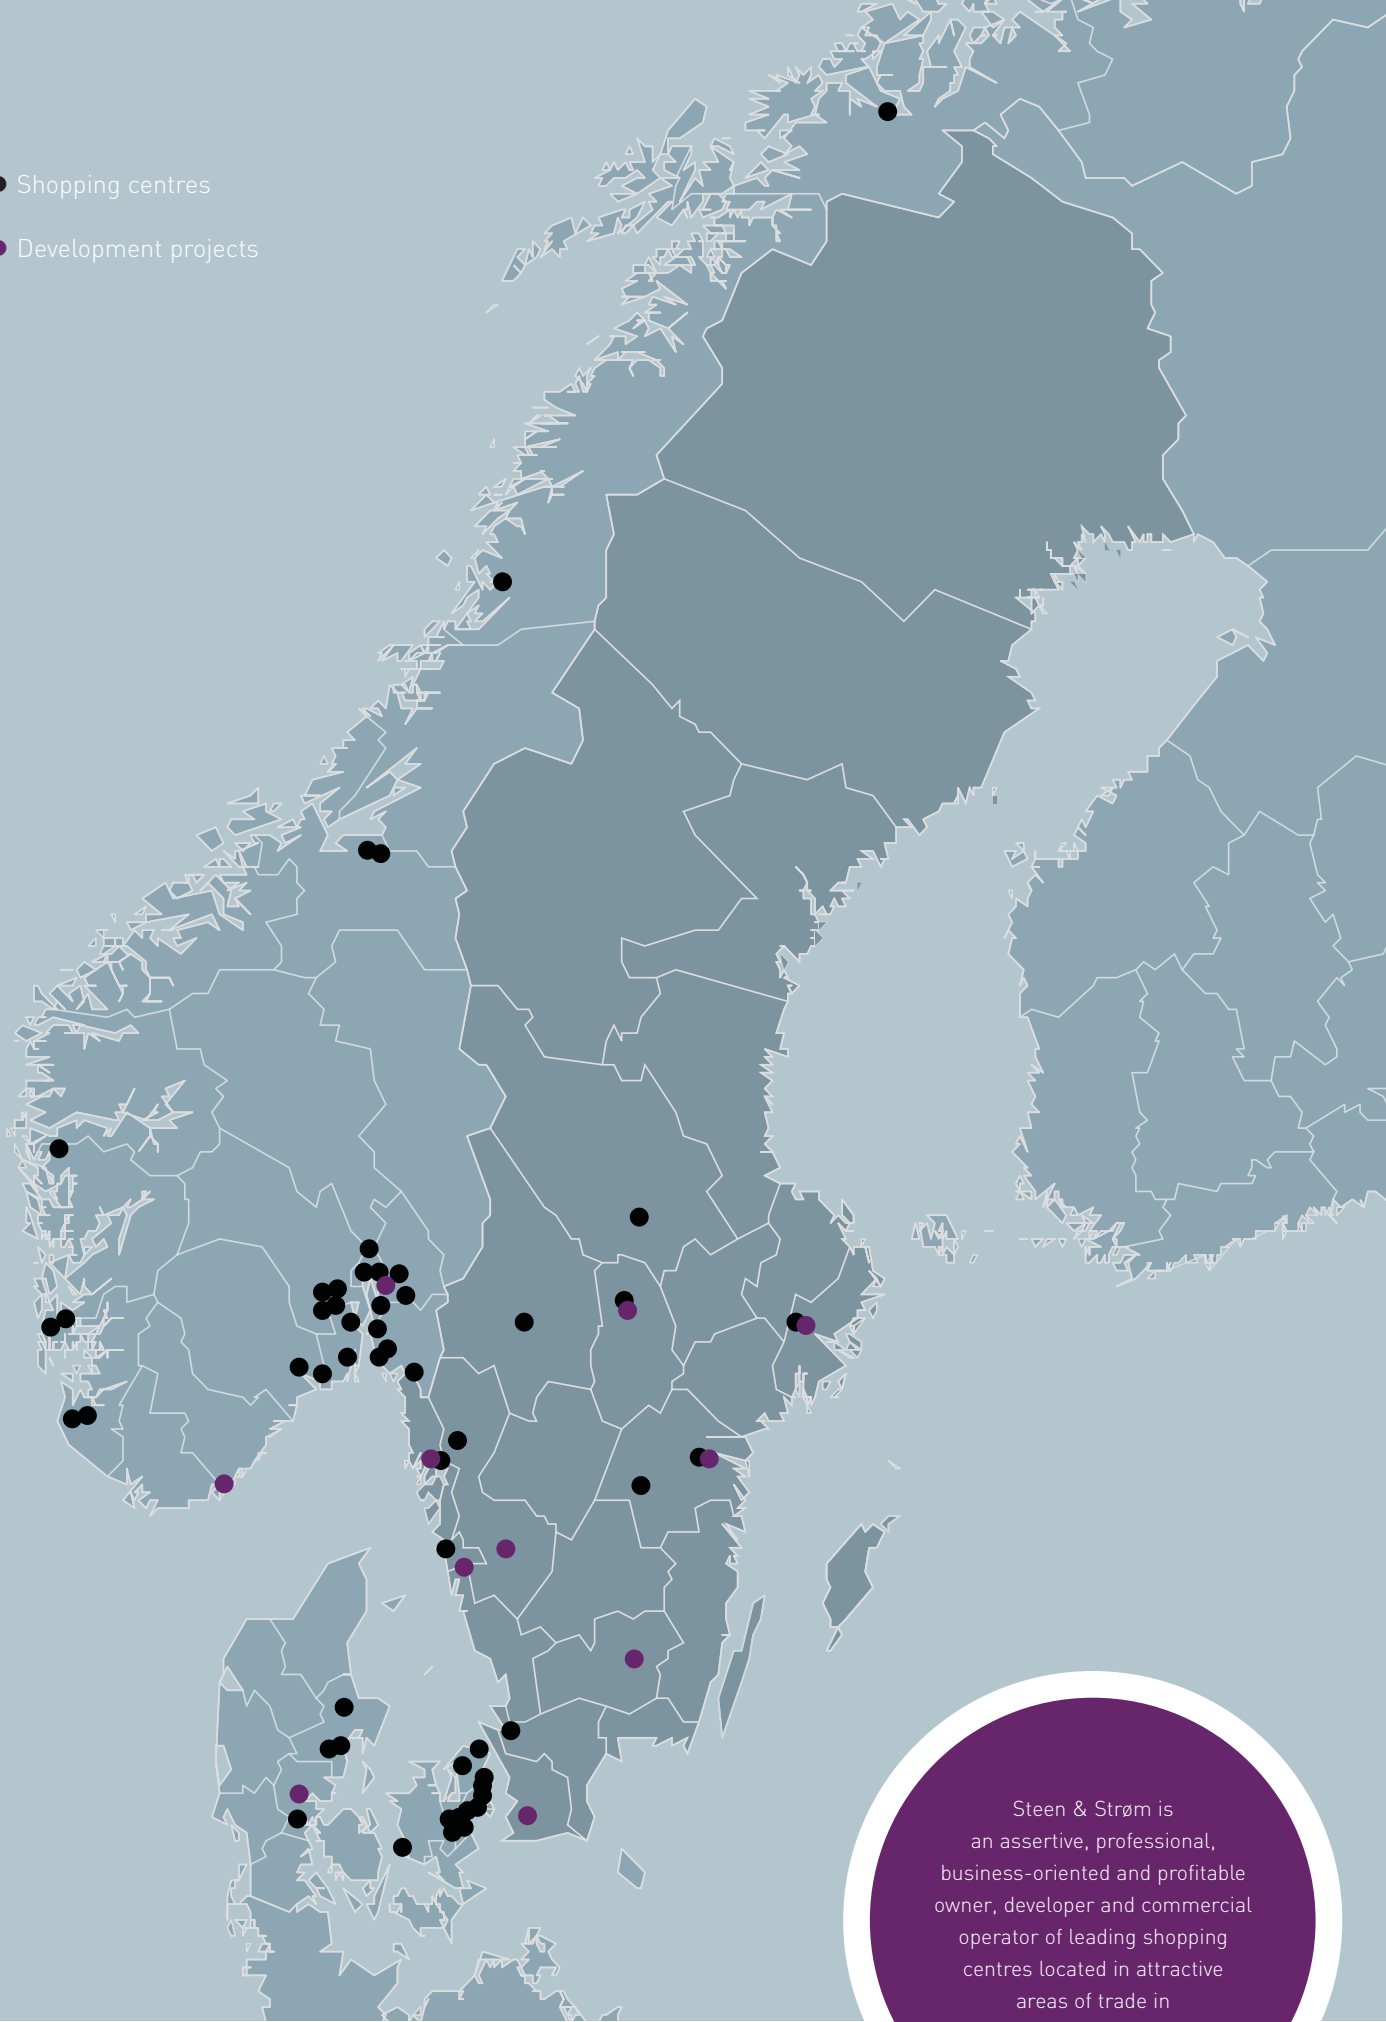 Shopping centres
Development projects
Steen & Strøm is
an assertive, professional,
business-oriented and profitable
owner, developer and commercial
operator of leading shopping
centres located in attractive
areas of trade in